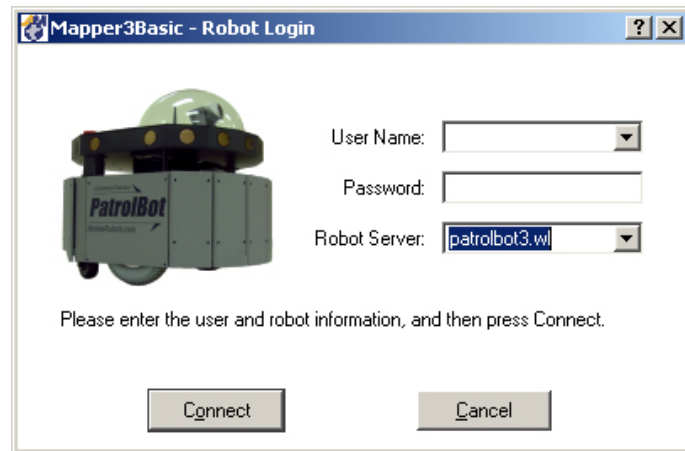 Mapper3Basic - Robot Login
User Name:
PatrolBot
Password:
Robot Server: patrolbot3.wl
Please enter the user and robot information, and then press Connect.
Connect
Cancel